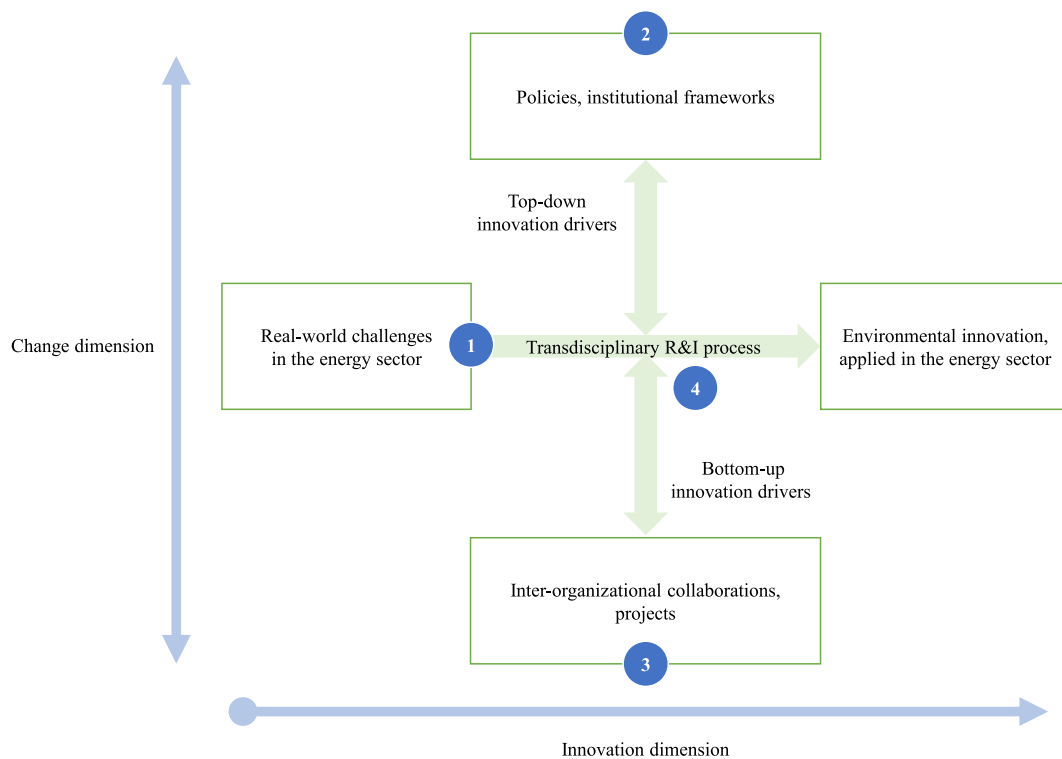 2
Policies, institutional frameworks
Top-down
innovation drivers
Change dimension
Real-world challenges
in the energy sector
1
Transdisciplinary R&I process
4
Environmental innovation,
applied in the energy sector
Bottom-up
innovation drivers
Inter-organizational collaborations,
projects
3
Innovation dimension